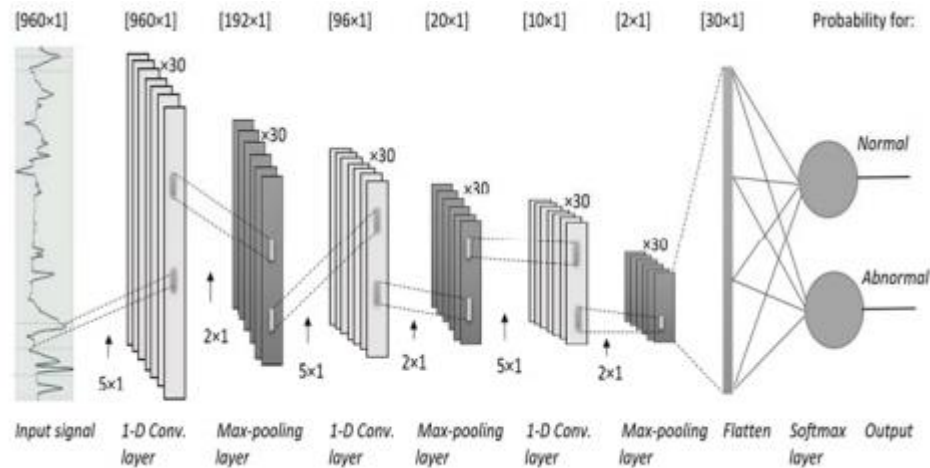 [960×1] [960×1] [192×1] [96×1] [20×1] [10×1] [2×1] [30×1] Probability for:
×30
×30
×30
×30
×30
×30
Normal
Abnormal
5×1
2×1
5×1
2×1
5×1
2×1
Input signal 1-D Conv. Max-pooling 1-D Conv. Max-pooling 1-D Conv. Max-pooling Flatten Softmax Output
layer layer layer layer layer layer layer